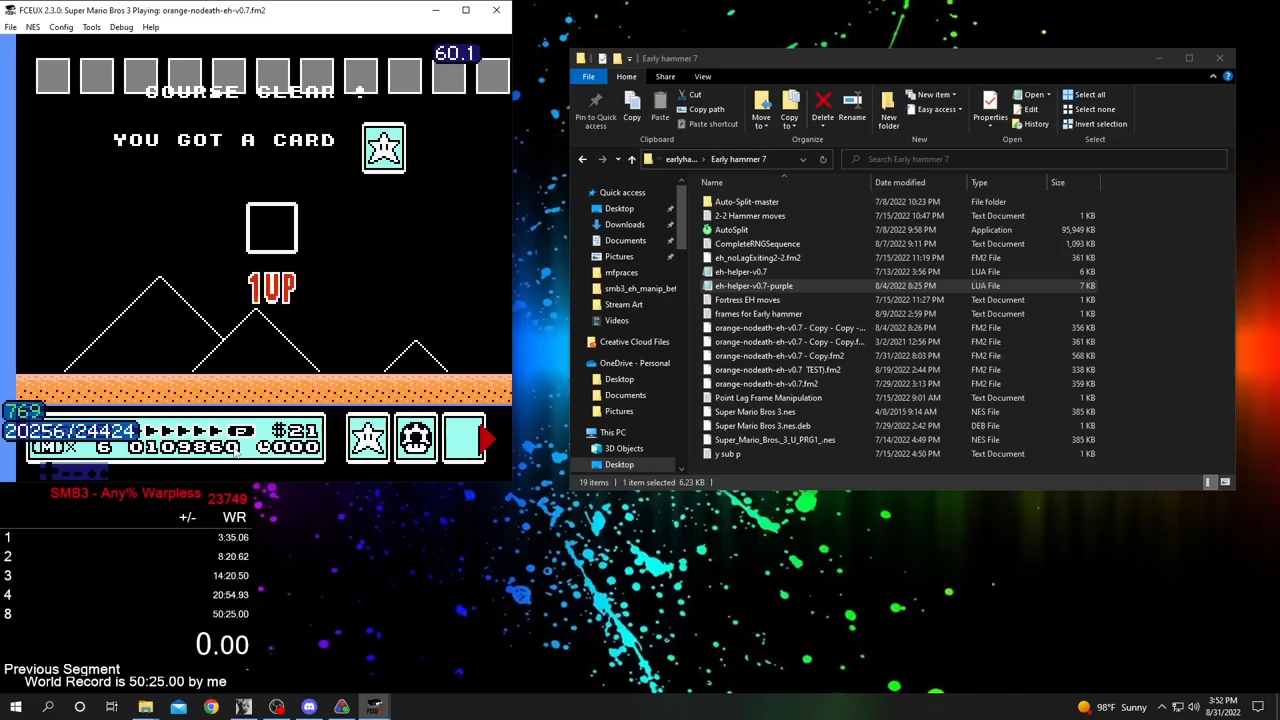 FCEUX 2.3.0: Super Mario Bros 3 Playing: orange-nodeath-eh-v0.7.fm2
File NES Config Tools Debug Help
60.1
COURSE CLEAR !
YOU GOT A CARD
1UP
769
20256/24424
P $21
M× 6 0109860 000
SMB3 - Any% Warpless 23749
+/- WR
1 3:35.06
2 8:20.62
3 14:20.50
4 20:54.93
8 50:25.00
0.00
Previous Segment -
World Record is 50:25.00 by me
Early hammer 7
File Home Share View
Pin to Quick access
Copy
Paste
Cut
Copy path
Paste shortcut
Move to
Copy to
Delete
Rename
New folder
New item
Easy access
Properties
Open
Edit
History
Select all
Select none
Invert selection
Clipboard Organize New Open Select
earlyha... > Early hammer 7
Search Early hammer 7
Quick access
Desktop
Downloads
Documents
Pictures
mfpraces
smb3_eh_manip_bet
Stream Art
Videos
Creative Cloud Files
OneDrive - Personal
Desktop
Documents
Pictures
This PC
3D Objects
Desktop
Name Date modified Type Size
Auto-Split-master 7/8/2022 10:23 PM File folder
2-2 Hammer moves 7/15/2022 10:47 PM Text Document 1 KB
AutoSplit 7/8/2022 9:58 PM Application 95,949 KB
CompleteRNGSequence 8/7/2022 9:11 PM Text Document 1,093 KB
eh_noLagExiting2-2.fm2 7/15/2022 11:19 PM FM2 File 361 KB
eh-helper-v0.7 7/13/2022 3:56 PM LUA File 6 KB
eh-helper-v0.7-purple 8/4/2022 8:25 PM LUA File 7 KB
Fortress EH moves 7/15/2022 11:27 PM Text Document 1 KB
frames for Early hammer 8/9/2022 2:59 PM Text Document 1 KB
orange-nodeath-eh-v0.7 - Copy - Copy -... 8/4/2022 8:26 PM FM2 File 356 KB
orange-nodeath-eh-v0.7 - Copy - Copy.f... 3/2/2021 12:56 PM FM2 File 361 KB
orange-nodeath-eh-v0.7 - Copy.fm2 7/31/2022 8:03 PM FM2 File 568 KB
orange-nodeath-eh-v0.7 TEST).fm2 8/19/2022 2:44 PM FM2 File 338 KB
orange-nodeath-eh-v0.7.fm2 7/29/2022 3:13 PM FM2 File 359 KB
Point Lag Frame Manipulation 7/15/2022 9:01 AM Text Document 1 KB
Super Mario Bros 3.nes 4/8/2015 9:14 AM NES File 385 KB
Super Mario Bros 3.nes.deb 7/29/2022 2:42 PM DEB File 1 KB
Super_Mario_Bros._3_U_PRG1_.nes 7/14/2022 4:49 PM NES File 385 KB
y sub p 7/15/2022 4:50 PM Text Document 1 KB
19 items 1 item selected 6.23 KB
98°F Sunny
3:52 PM
8/31/2022